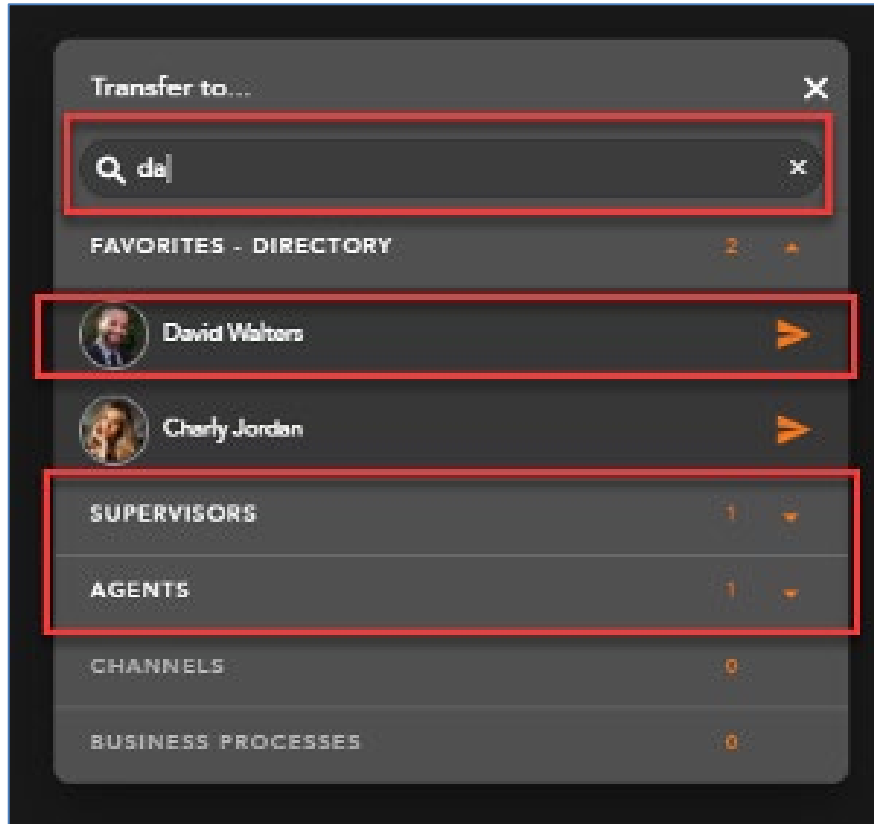 Transfer to...
da
FAVORITES - DIRECTORY 2
David Walters
Charly Jordan
SUPERVISORS 1
AGENTS 1
CHANNELS 0
BUSINESS PROCESSES 0